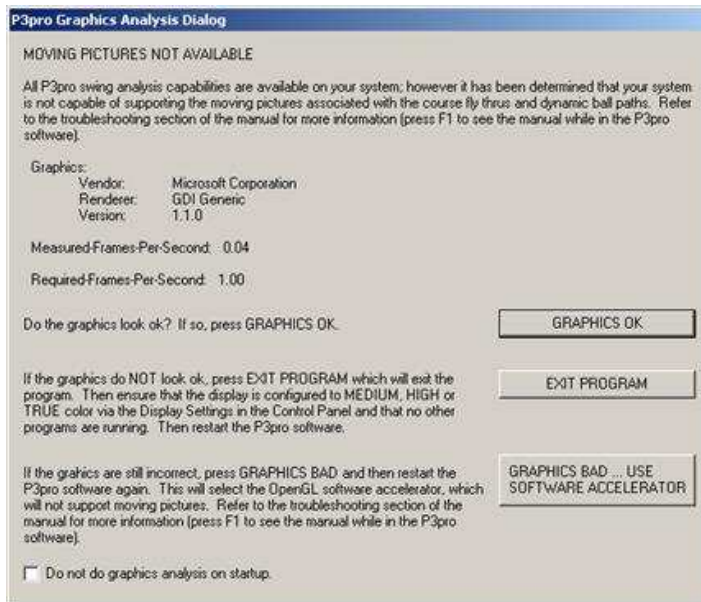 P3pro Graphics Analysis Dialog
MOVING PICTURES NOT AVAILABLE
All P3pro swing analysis capabilities are available on your system; however it has been determined that your system
is not capable of supporting the moving pictures associated with the course fly thrus and dynamic ball paths. Refer
to the troubleshooting section of the manual for more information (press F1 to see the manual while in the P3pro
software).
Graphics:
Vendor: Microsoft Corporation
Renderer: GDI Generic
Version: 1.1.0
Measured-Frames-Per-Second: 0.04
Required-Frames-Per-Second: 1.00
Do the graphics look ok? If so, press GRAPHICS OK.
GRAPHICS OK
If the graphics do NOT look ok, press EXIT PROGRAM which will exit the
program. Then ensure that the display is configured to MEDIUM, HIGH or
TRUE color via the Display Settings in the Control Panel and that no other
programs are running. Then restart the P3pro software.
EXIT PROGRAM
If the grahics are still incorrect, press GRAPHICS BAD and then restart the
P3pro software again. This will select the OpenGL software accelerator, which
will not support moving pictures. Refer to the troubleshooting section of the
manual for more information (press F1 to see the manual while in the P3pro
software).
GRAPHICS BAD ... USE
SOFTWARE ACCELERATOR
Do not do graphics analysis on startup.